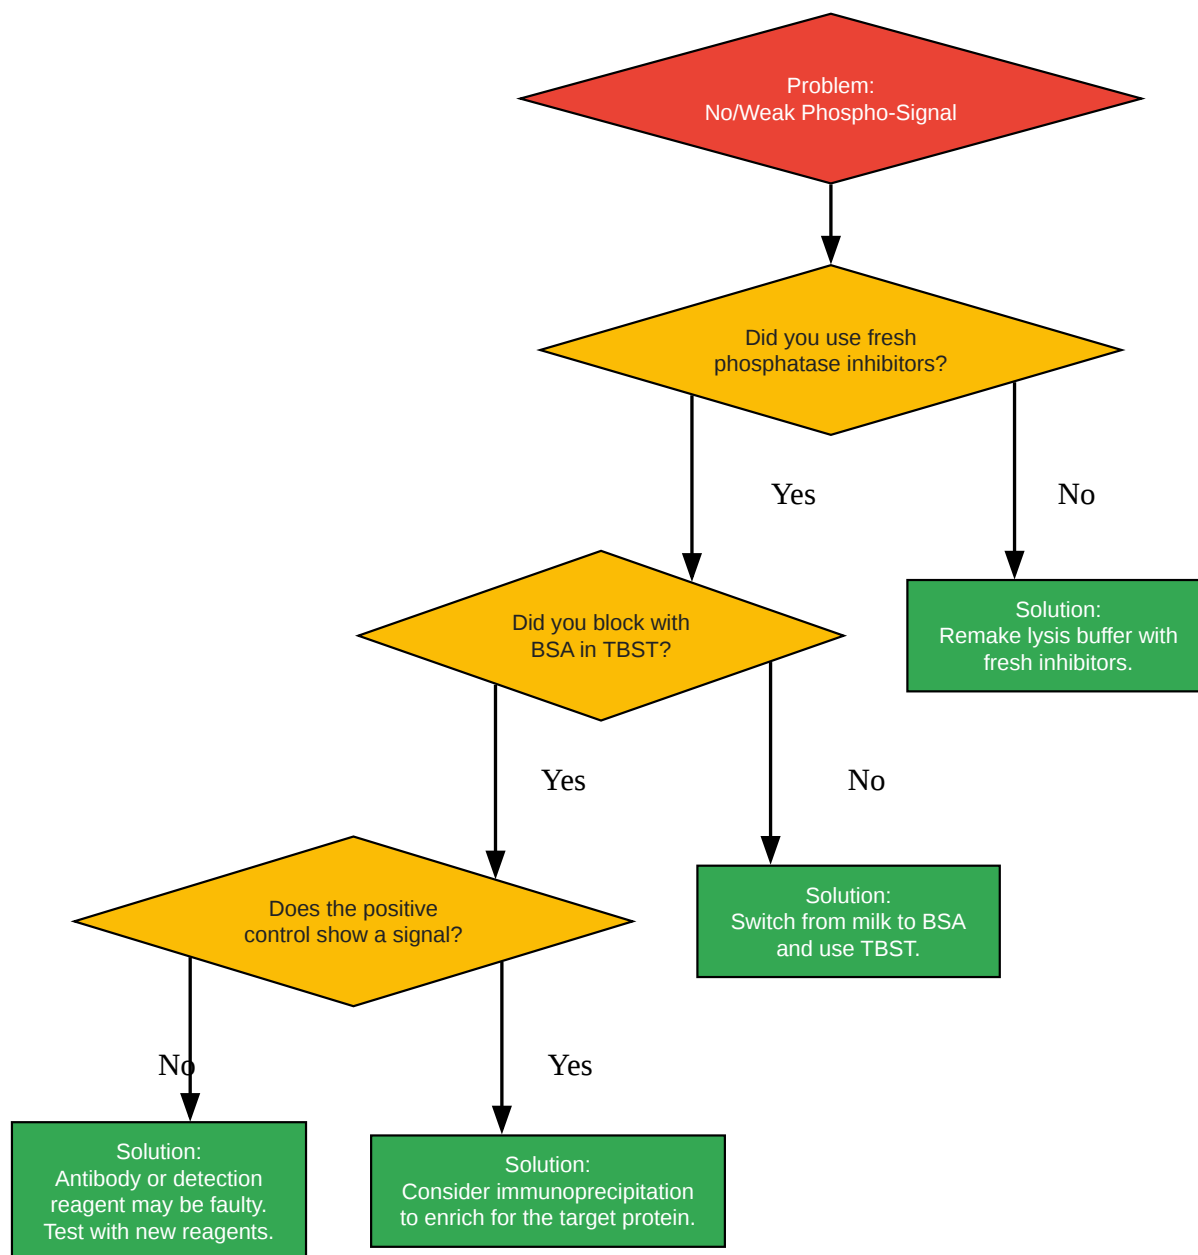 Problem:
No/Weak Phospho-Signal
Did you use fresh
phosphatase inhibitors?
Yes
No
Did you block with
BSA in TBST?
Solution:
Remake lysis buffer with
fresh inhibitors.
Yes
No
Does the positive
control show a signal?
Solution:
Switch from milk to BSA
and use TBST.
No
Yes
Solution:
Antibody or detection
reagent may be faulty.
Test with new reagents.
Solution:
Consider immunoprecipitation
to enrich for the target protein.